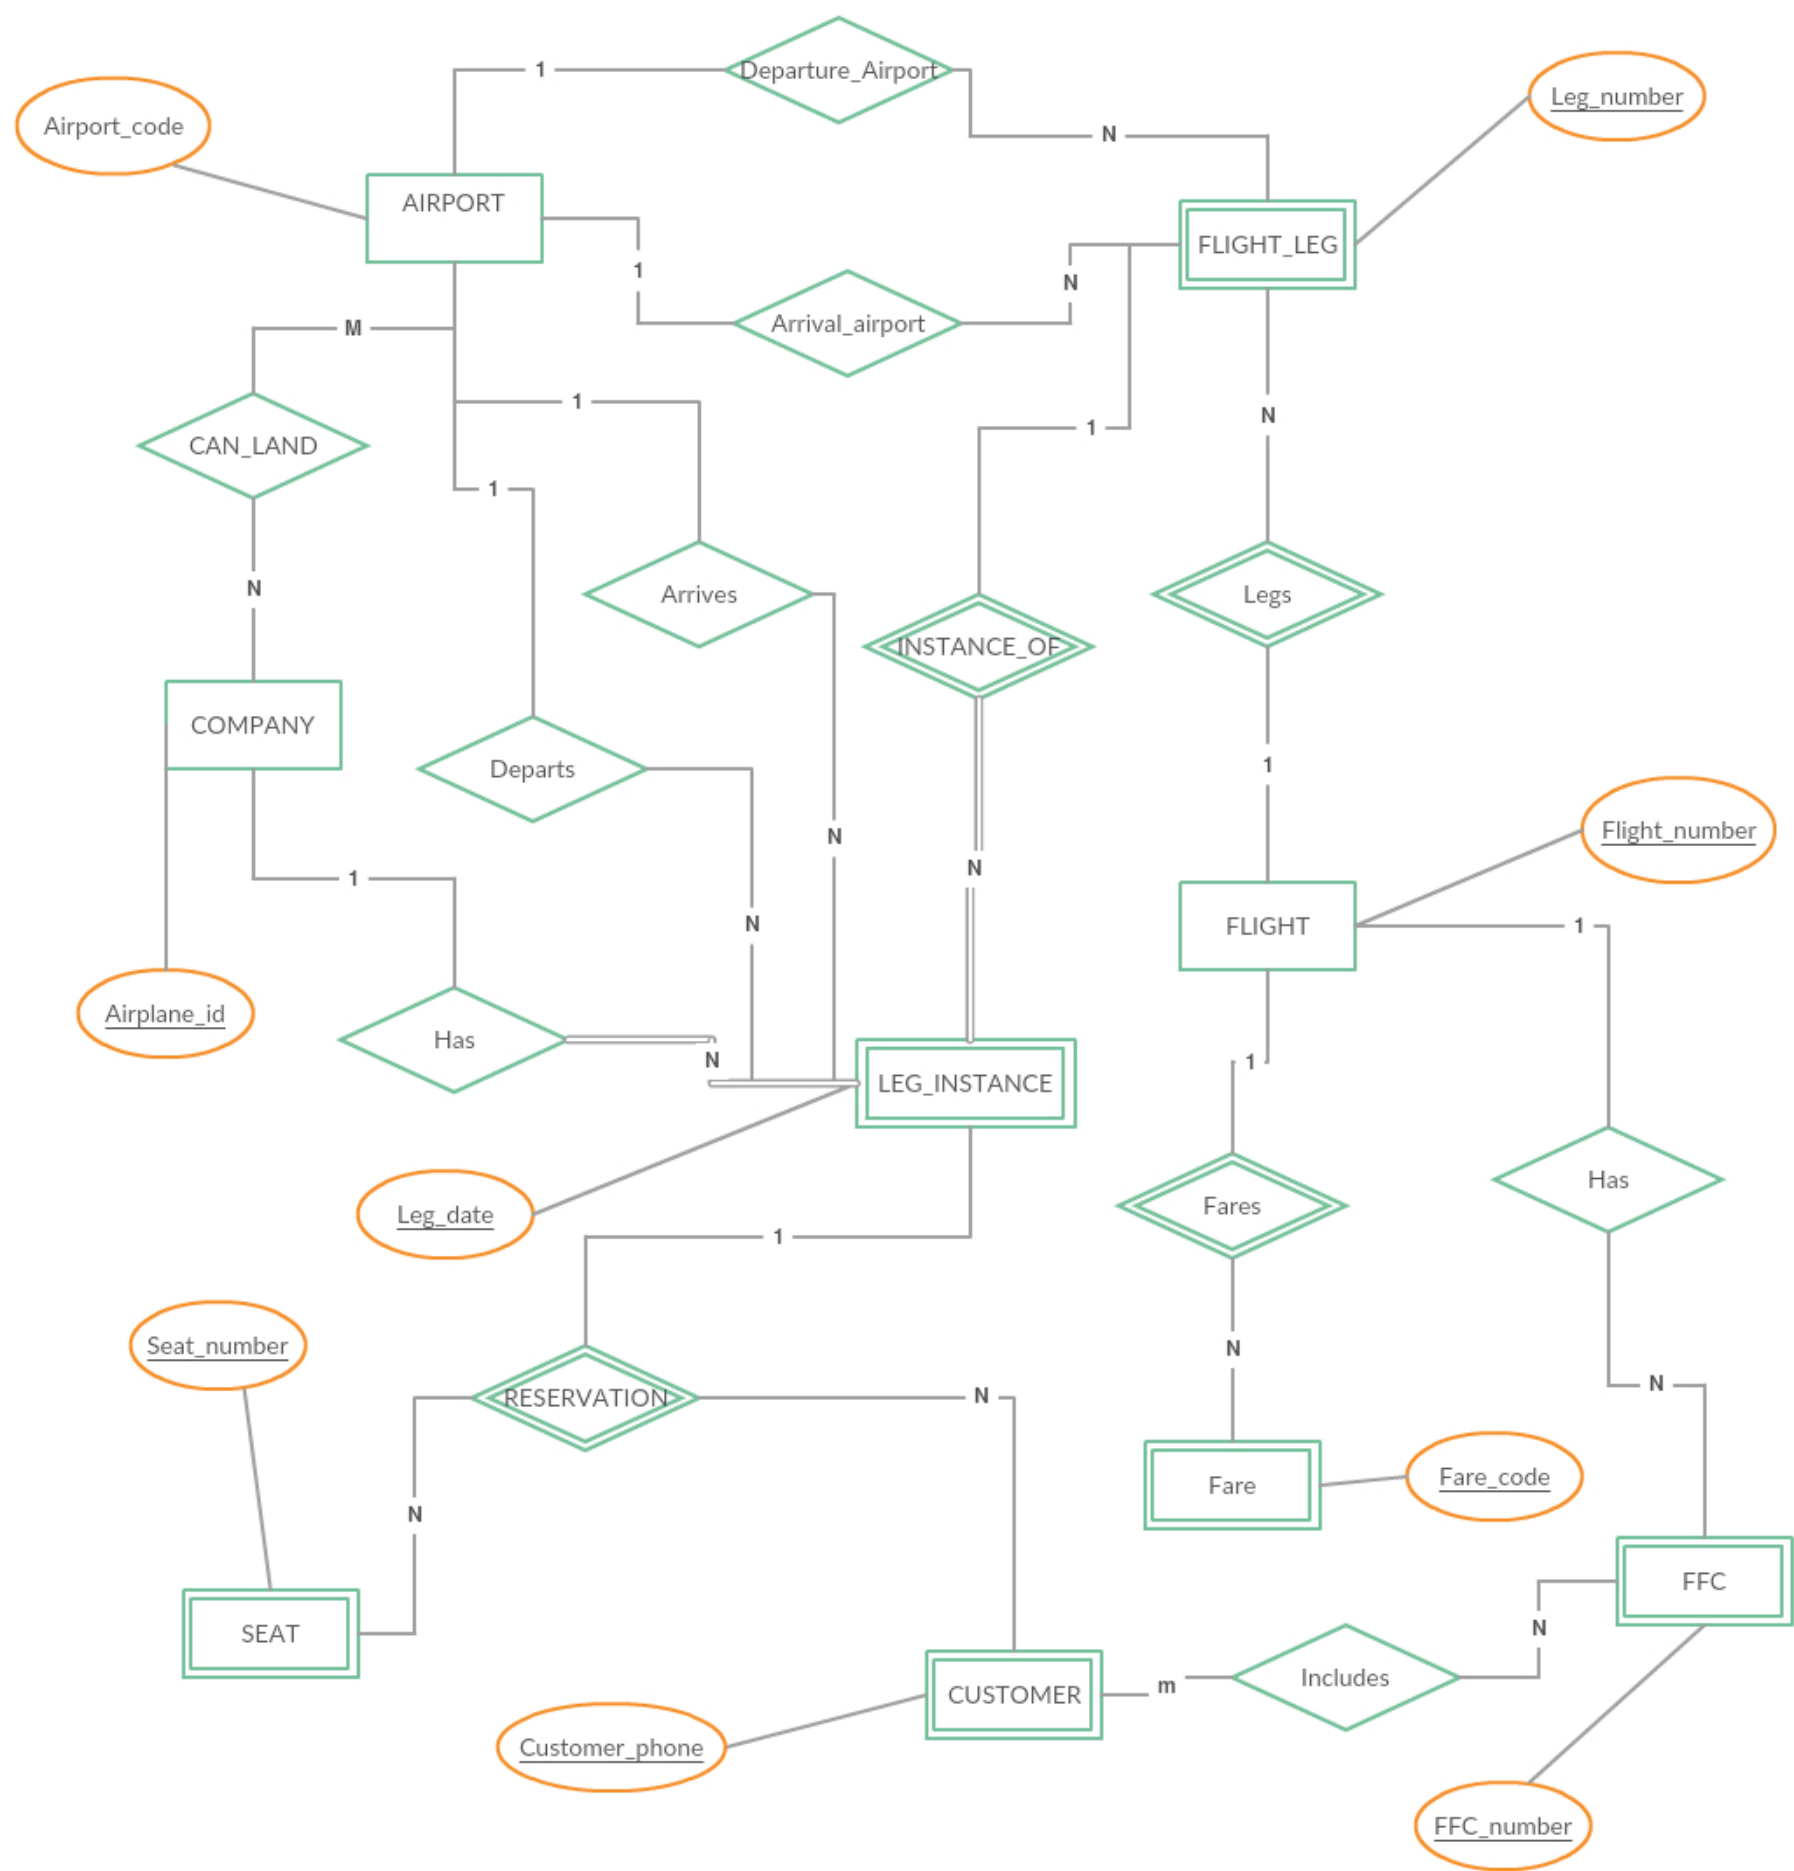 1
Departure_Airport
Leg_number
Airport_code
N
AIRPORT
FLIGHT_LEG
1
N
Arrival_airport
M
1
1
N
CAN_LAND
1
N
Arrives
Legs
INSTANCE_OF
COMPANY
Departs
1
N
N
Flight_number
1
N
FLIGHT
1
Airplane_id
Has
N
1
LEG_INSTANCE
Has
Leg_date
Fares
1
Seat_number
N
N
RESERVATION
N
Fare_code
Fare
N
FFC
SEAT
N
Includes
m
CUSTOMER
Customer_phone
FFC_number